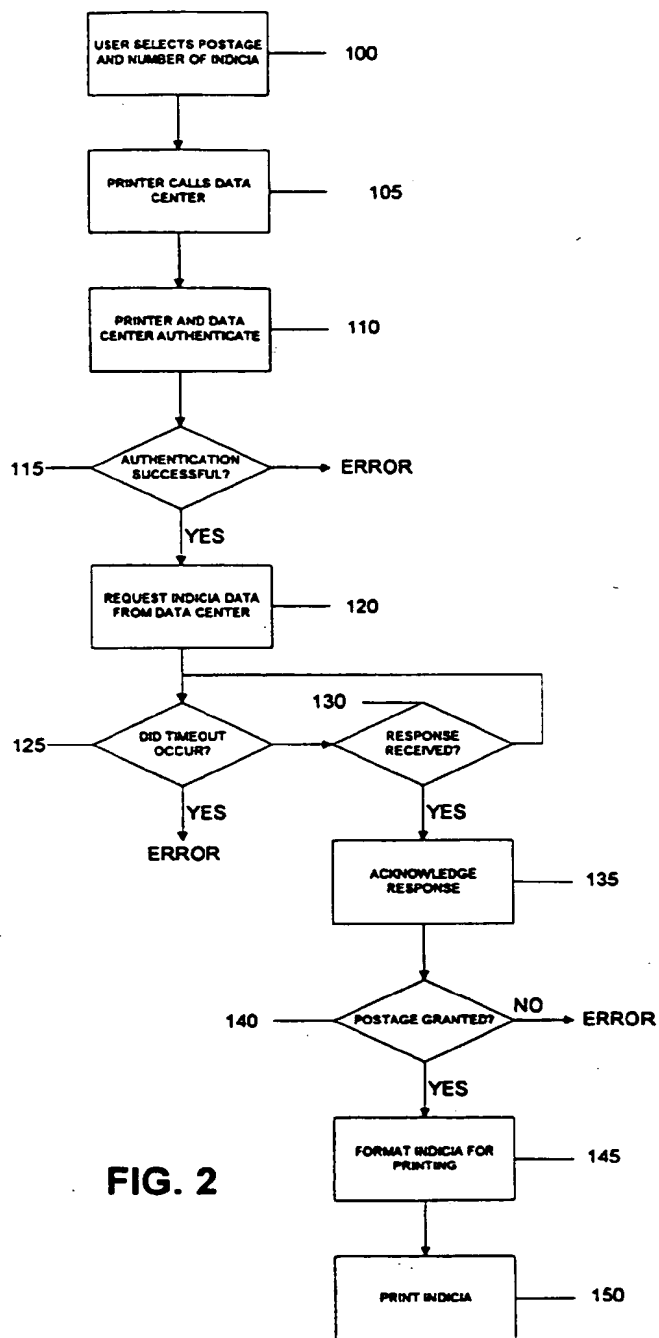 USER SELECTS POSTAGE
AND NUMBER OF INDICIA
100
PRINTER CALLS DATA
CENTER
105
PRINTER AND DATA
CENTER AUTHENTICATE
110
115
AUTHENTICATION
SUCCESSFUL?
ERROR
YES
REQUEST INDICIA DATA
FROM DATA CENTER
120
125
DID TIMEOUT
OCCUR?
130
RESPONSE
RECEIVED?
YES
ERROR
YES
ACKNOWLEDGE
RESPONSE
135
140
POSTAGE GRANTED?
NO
ERROR
YES
FORMAT INDICIA FOR
PRINTING
145
FIG. 2
PRINT INDICIA
150